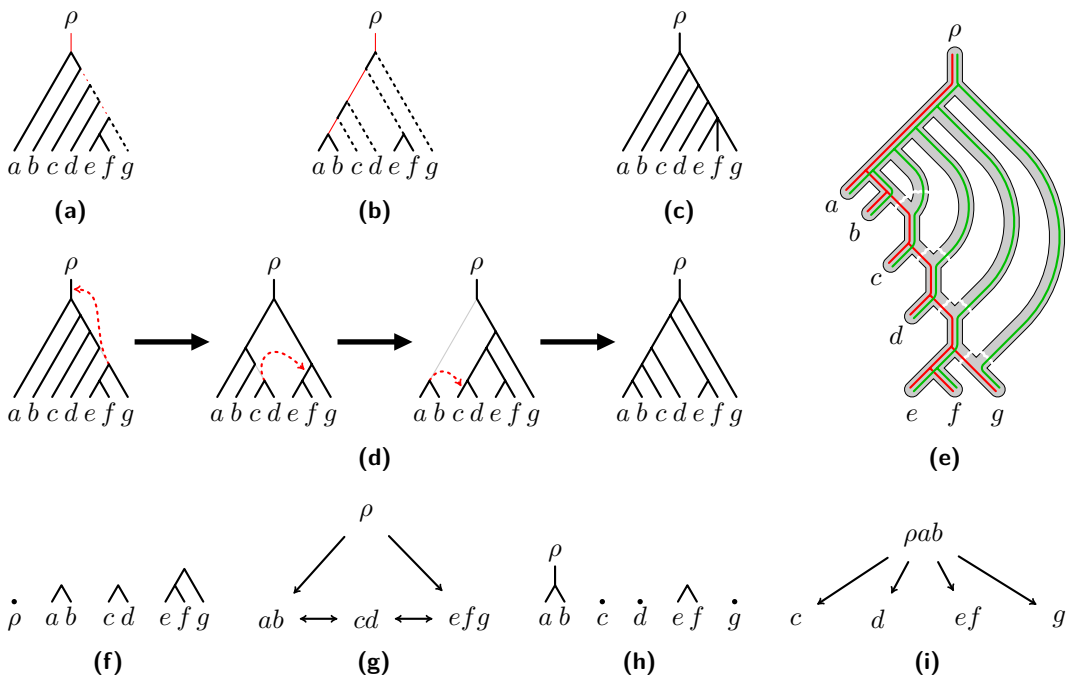 ρ ρ ρ ρ
a b c d e f g a b c d e f g a b c d e f g
(a) (b) (c)
a
b
c
d
e f g
ρ ρ ρ ρ
a b c d e f g a b c d e f g a b c d e f g a b c d e f g
(d) (e)
ρ
ρ ρab
ρ a b c d e f g ab cd efg a b c d e f g c d ef g
(f) (g) (h) (i)